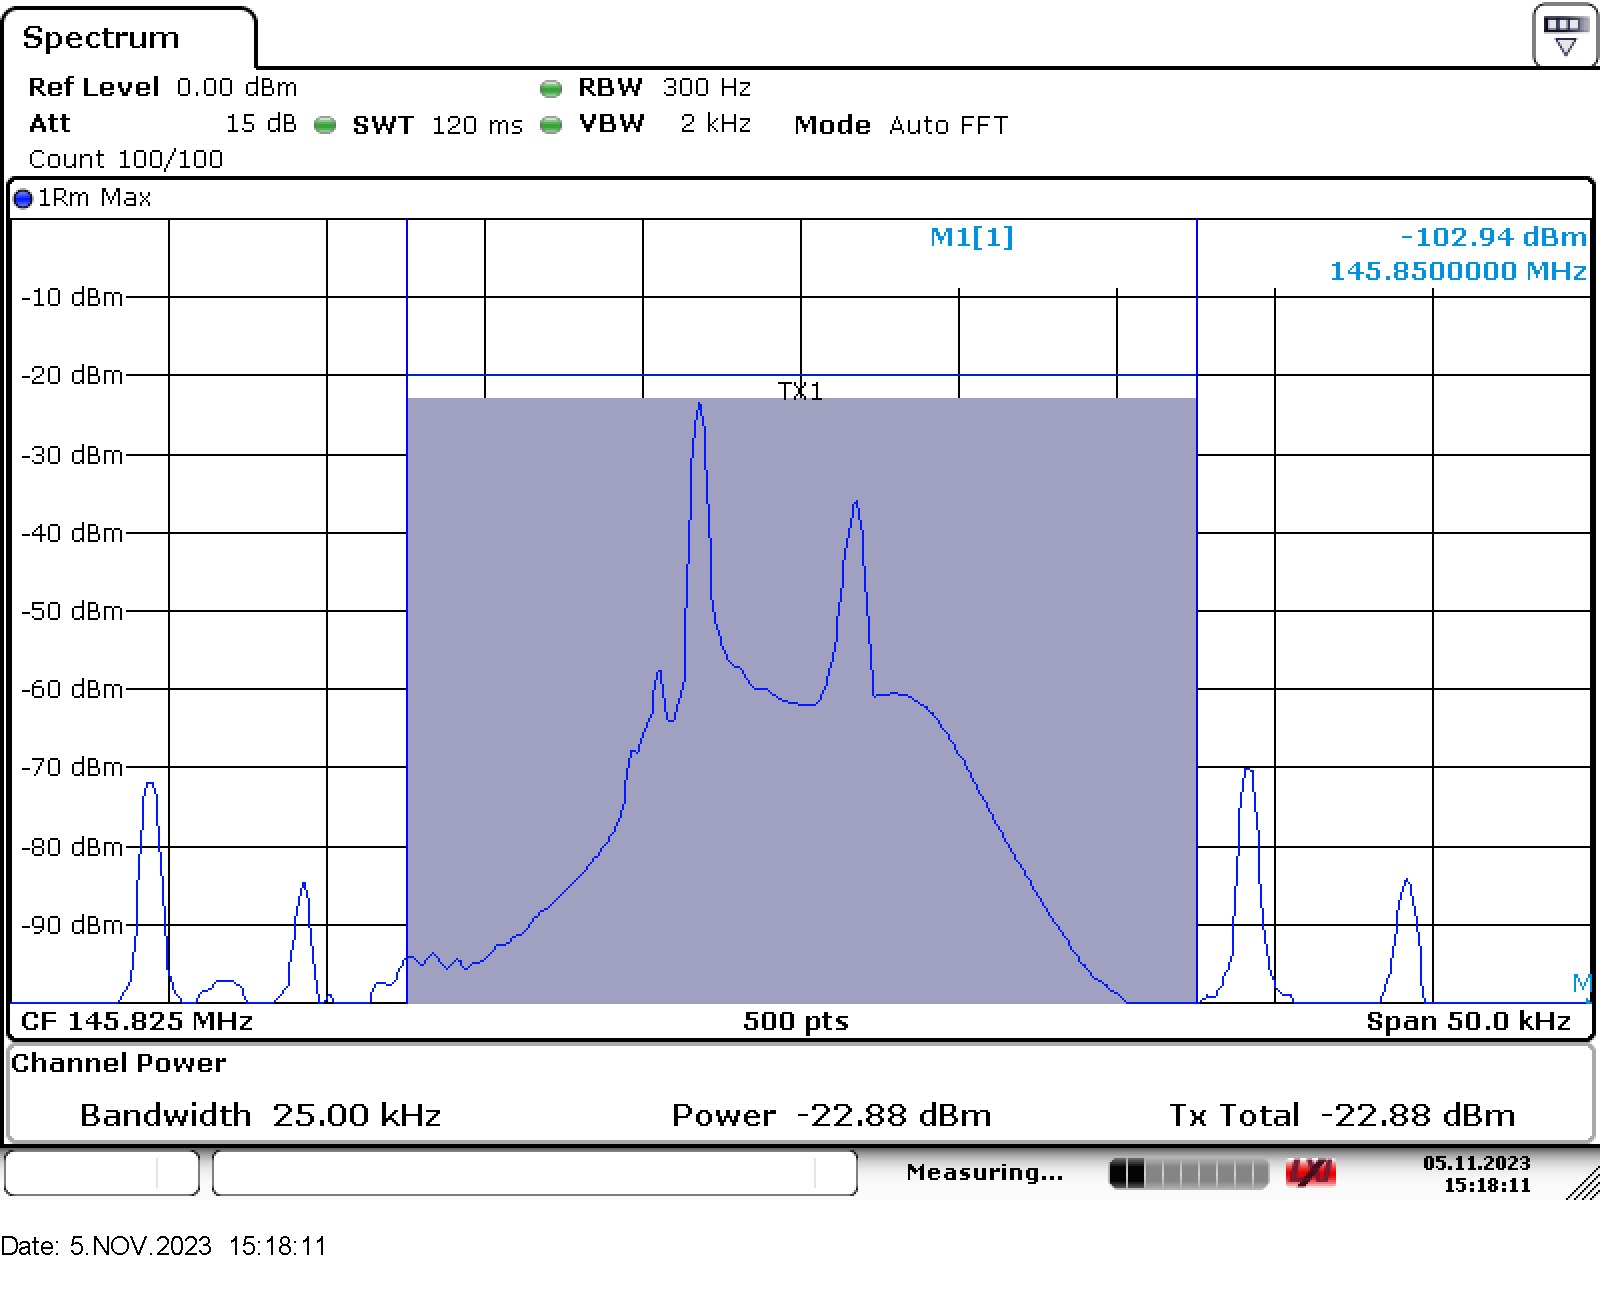 Spectrum
Ref Level 0.00 dBm RBW 300 Hz
Att 15 dB SWT 120 ms VBW 2 kHz Mode Auto FFT
Count 100/100
1Rm Max
M1[1] -102.94 dBm
145.8500000 MHz
-10 dBm
-20 dBm
TX1
-30 dBm
-40 dBm
-50 dBm
-60 dBm
-70 dBm
-80 dBm
-90 dBm
M
CF 145.825 MHz 500 pts Span 50.0 kHz
Channel Power
Bandwidth 25.00 kHz Power -22.88 dBm Tx Total -22.88 dBm
Measuring... LXI 05.11.2023
15:18:11
Date: 5.NOV.2023 15:18:11